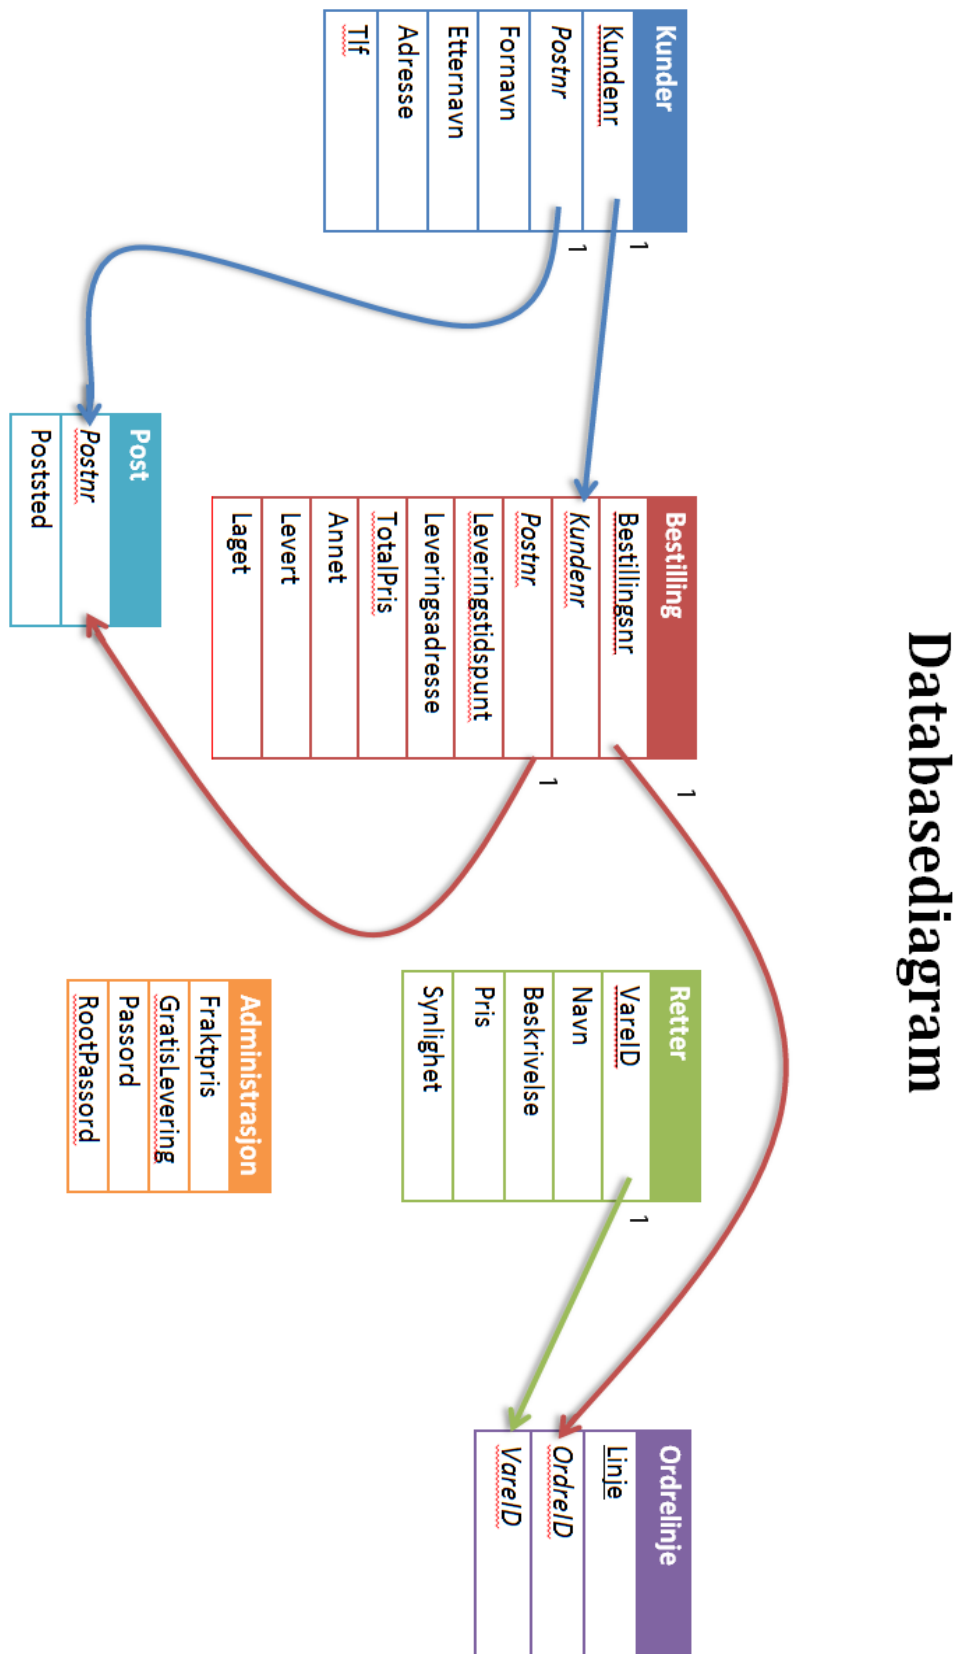 Databasediagram
Kunder
Kundenr
Postnr
Fornavn
Etternavn
Adresse
Tlf
1
1
Bestilling
Bestillingsnr
Kundenr
Postnr
Leveringstidspunt
Leveringsadresse
TotalPris
Annet
Levert
Laget
1
1
Retter
VareID
Navn
Beskrivelse
Pris
Synlighet
1
Ordrelinje
Linje
OrdreID
VareID
Post
Postnr
Poststed
Administrasjon
Fraktpris
GratisLevering
Passord
RootPassord